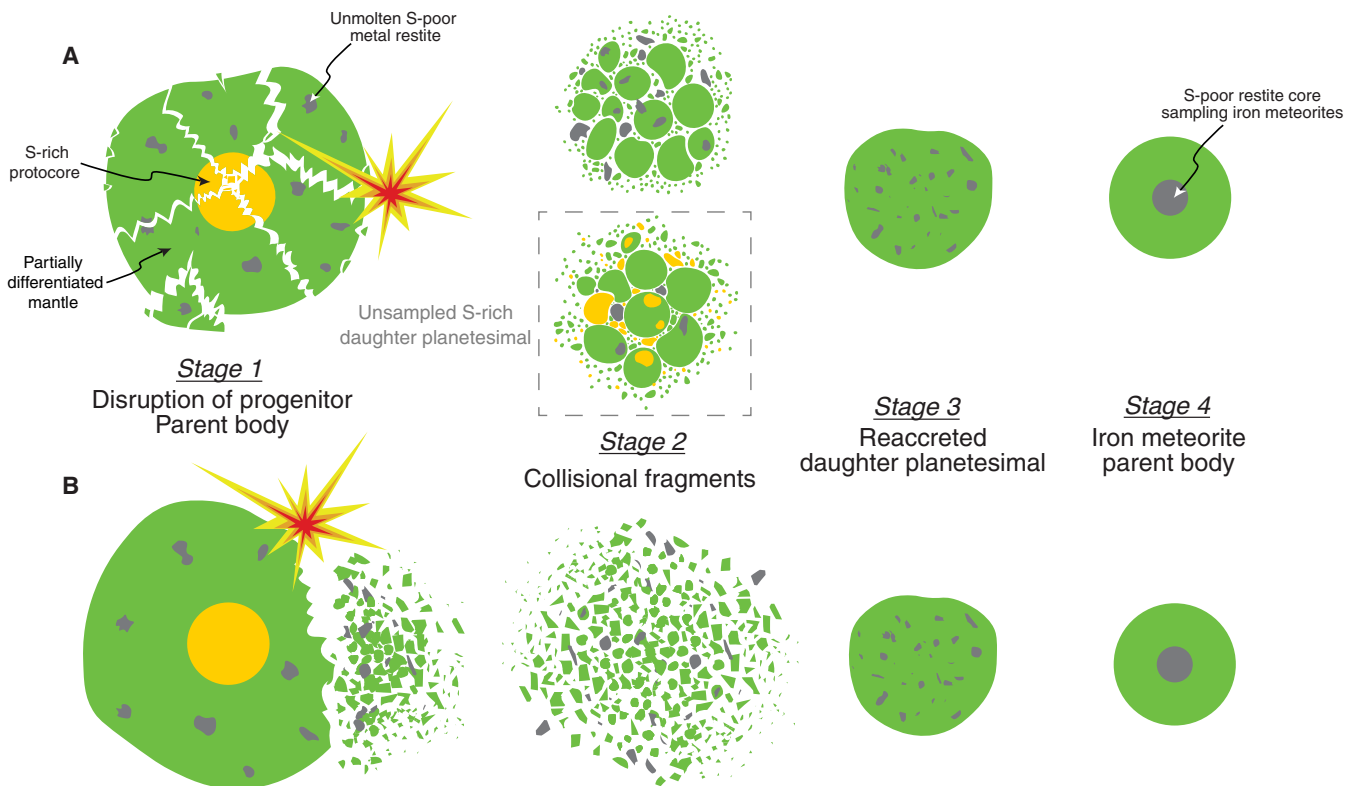 A
Unmolten S-poor
metal restite
S-rich
protocore
Partially
differentiated
mantle
S-poor restite core
sampling iron meteorites
Unsampled S-rich
daughter planetesimal
Stage 1
Disruption of progenitor
Parent body
Stage 2
Collisional fragments
Stage 3
Reaccreted
daughter planetesimal
Stage 4
Iron meteorite
parent body
B